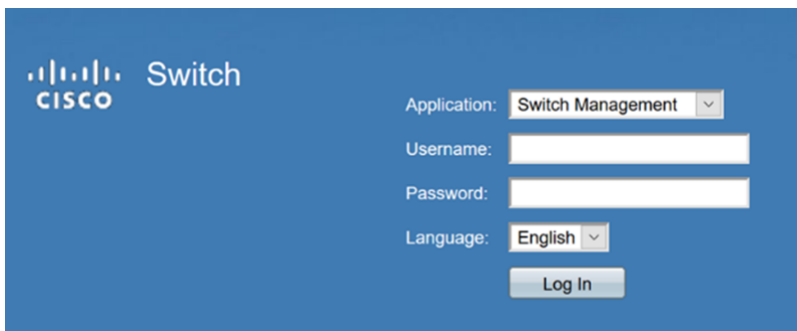 Switch
CISCO
Application: Switch Management
Username:
Password:
Language: English
Log In